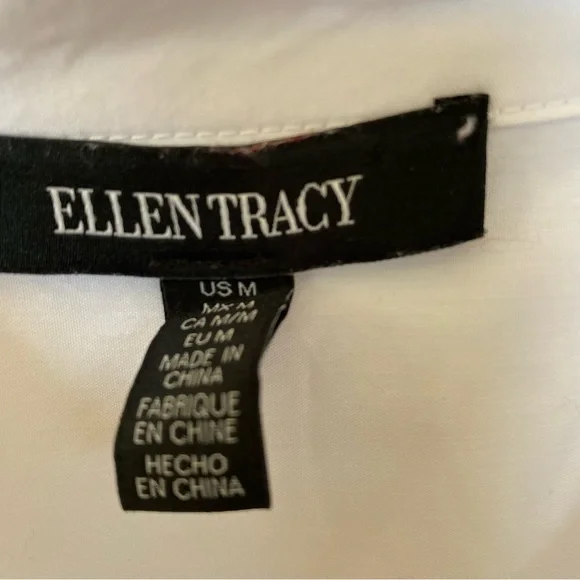 ELLEN TRACY
US M
MX M
CA M/M
EU M
MADE IN
CHINA
FABRIQUE
EN CHINE
HECHO
EN CHINA